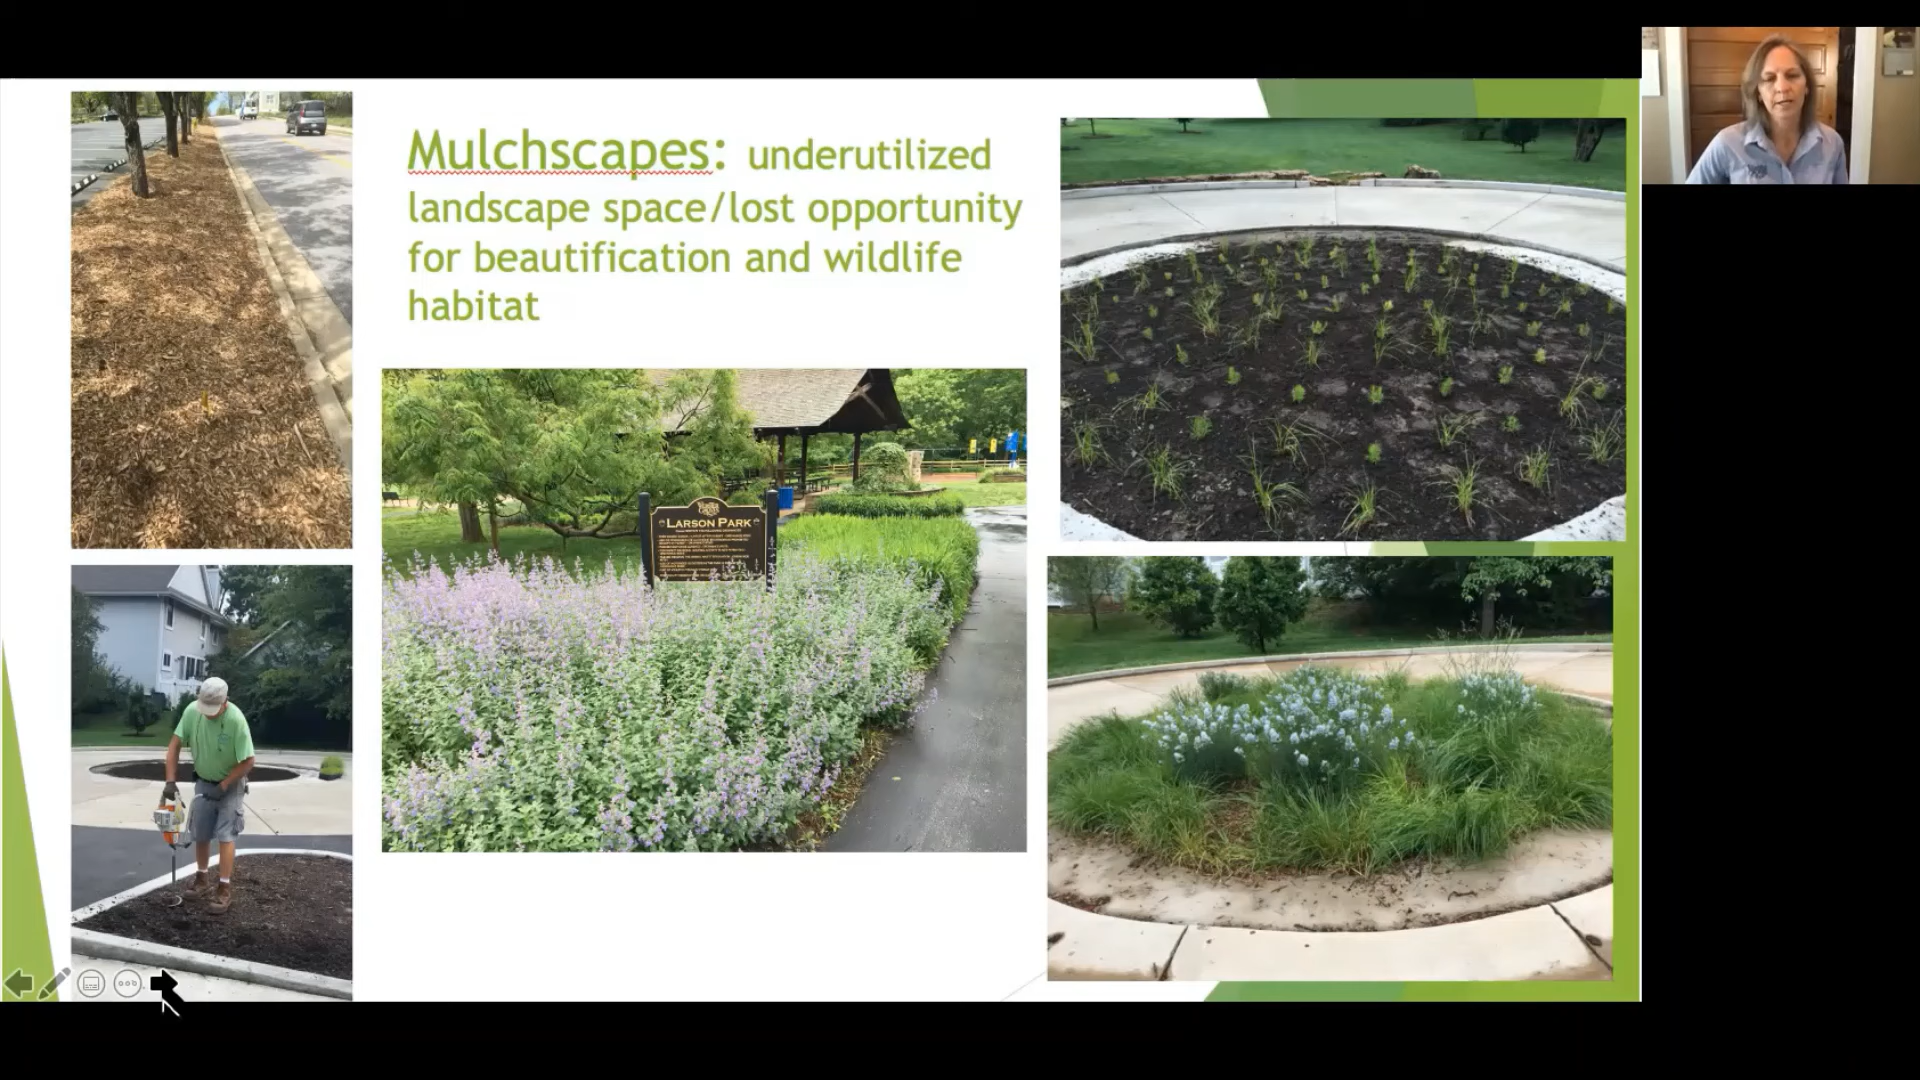 Mulchscapes: underutilized
landscape space/lost opportunity
for beautification and wildlife
habitat
LARSON PARK